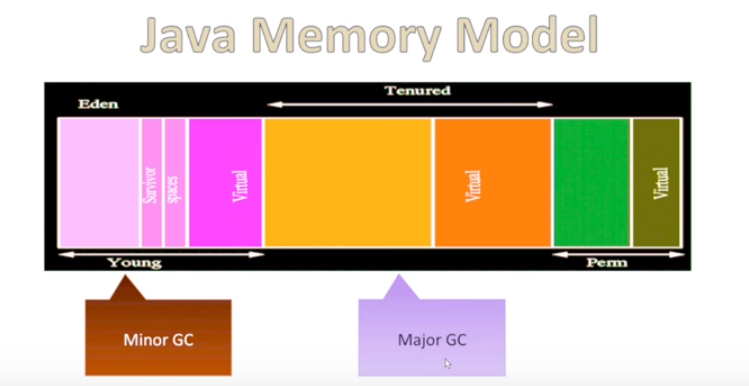 Java Memory Model
Tenured
Eden
Survivor
spaces
Virtual
Virtual
Virtual
Young
Perm
Minor GC
Major GC